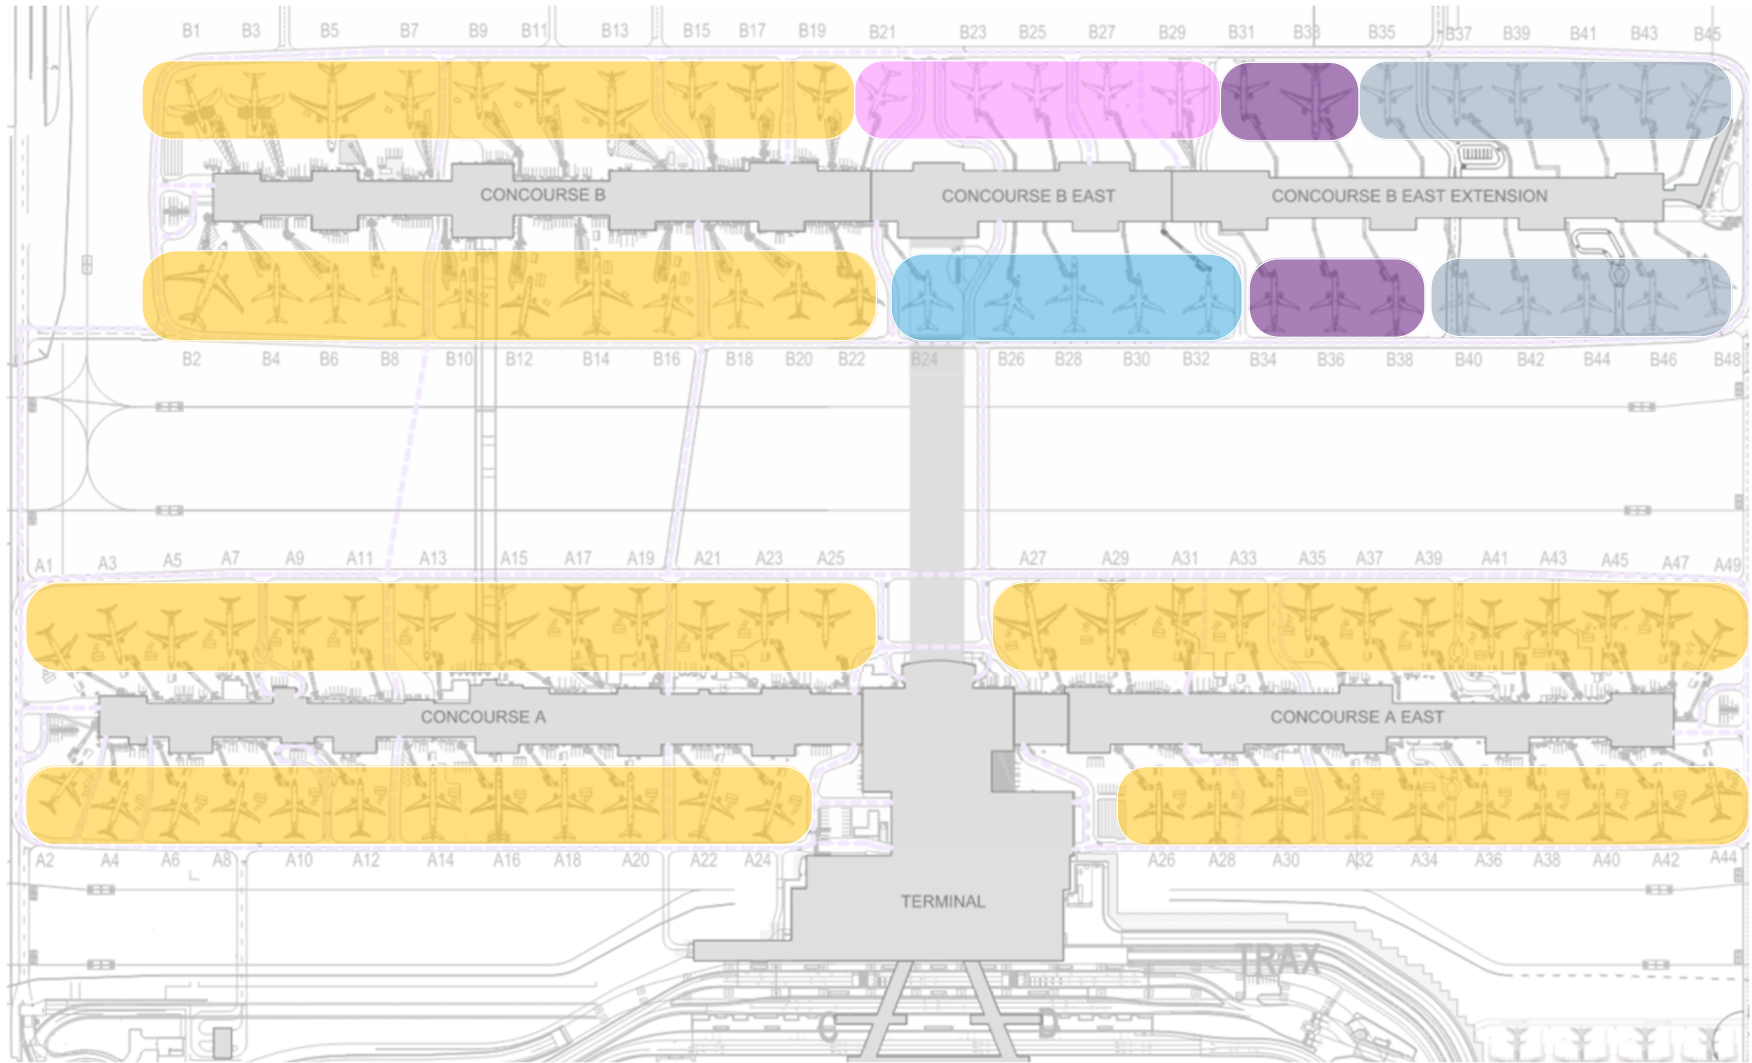 B1 B3 B5 B7 B9 B11 B13 B15 B17 B19 B21 B23 B25 B27 B29 B31 B33 B35 B37 B39 B41 B43 B45
CONCOURSE B CONCOURSE B EAST CONCOURSE B EAST EXTENSION
B2 B4 B8 B10 B12 B14 B16 B18 B20 B22 B24 B26 B28 B30 B32 B34 B36 B38 B40 B42 B44 B46 B48
A1 A3 A5 A7 A9 A11 A13 A15 A17 A19 A21 A23 A25 A27 A29 A31 A33 A35 A37 A39 A41 A43 A45 A47 A49
CONCOURSE A CONCOURSE A EAST
A2 A4 A6 A8 A10 A12 A14 A16 A18 A20 A22 A24 A26 A28 A30 A32 A34 A36 A38 A40 A42 A44
TERMINAL
TRAX